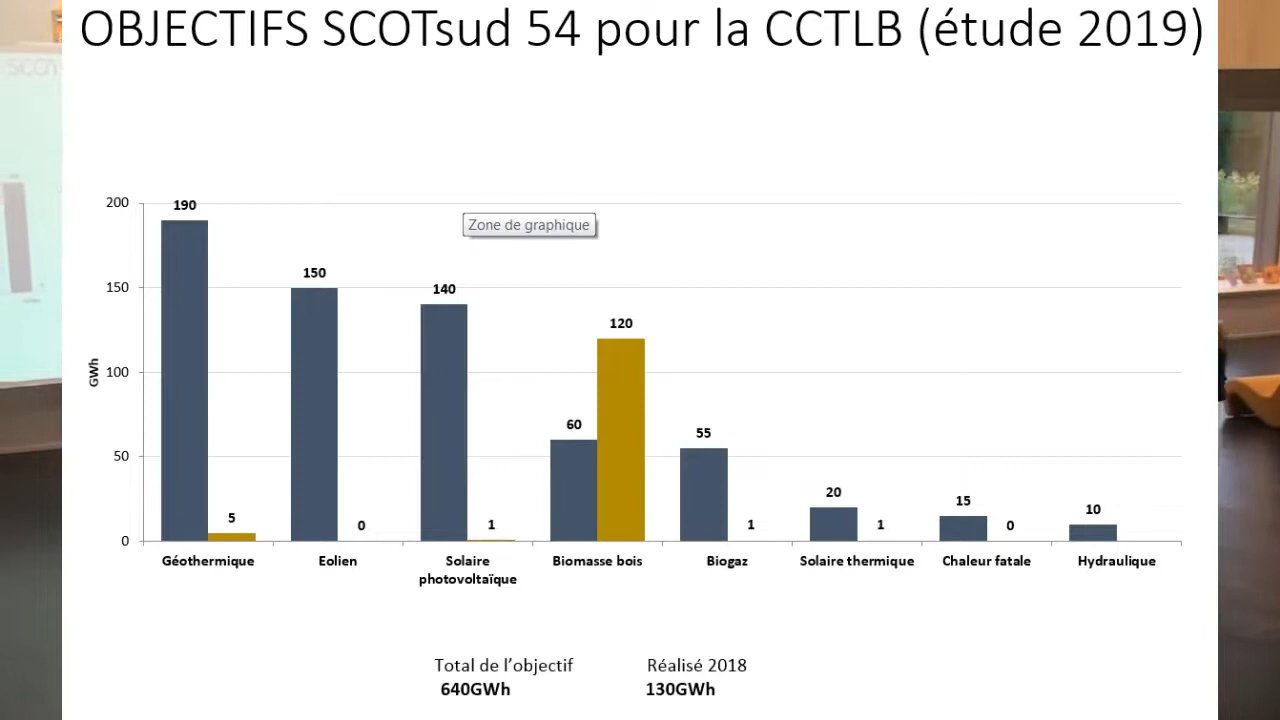 OBJECTIFS SCOTsud 54 pour la CCTLB (étude 2019)
SCOT
200
190
Zone de graphique
150
150
140
120
GWh
100
60
55
50
20
15
10
5
0
1
1
1
0
0
Géothermique
Eolien
Solaire
photovoltaïque
Biomasse bois
Biogaz
Solaire thermique
Chaleur fatale
Hydraulique
Total de l'objectif
Réalisé 2018
640GWh
130GWh